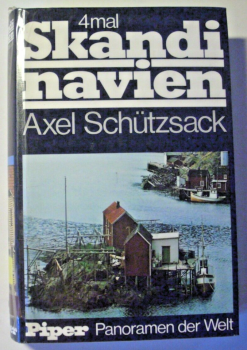 4mal
Skandi
navien
Axel Schützsack
Piper Panoramen der Welt